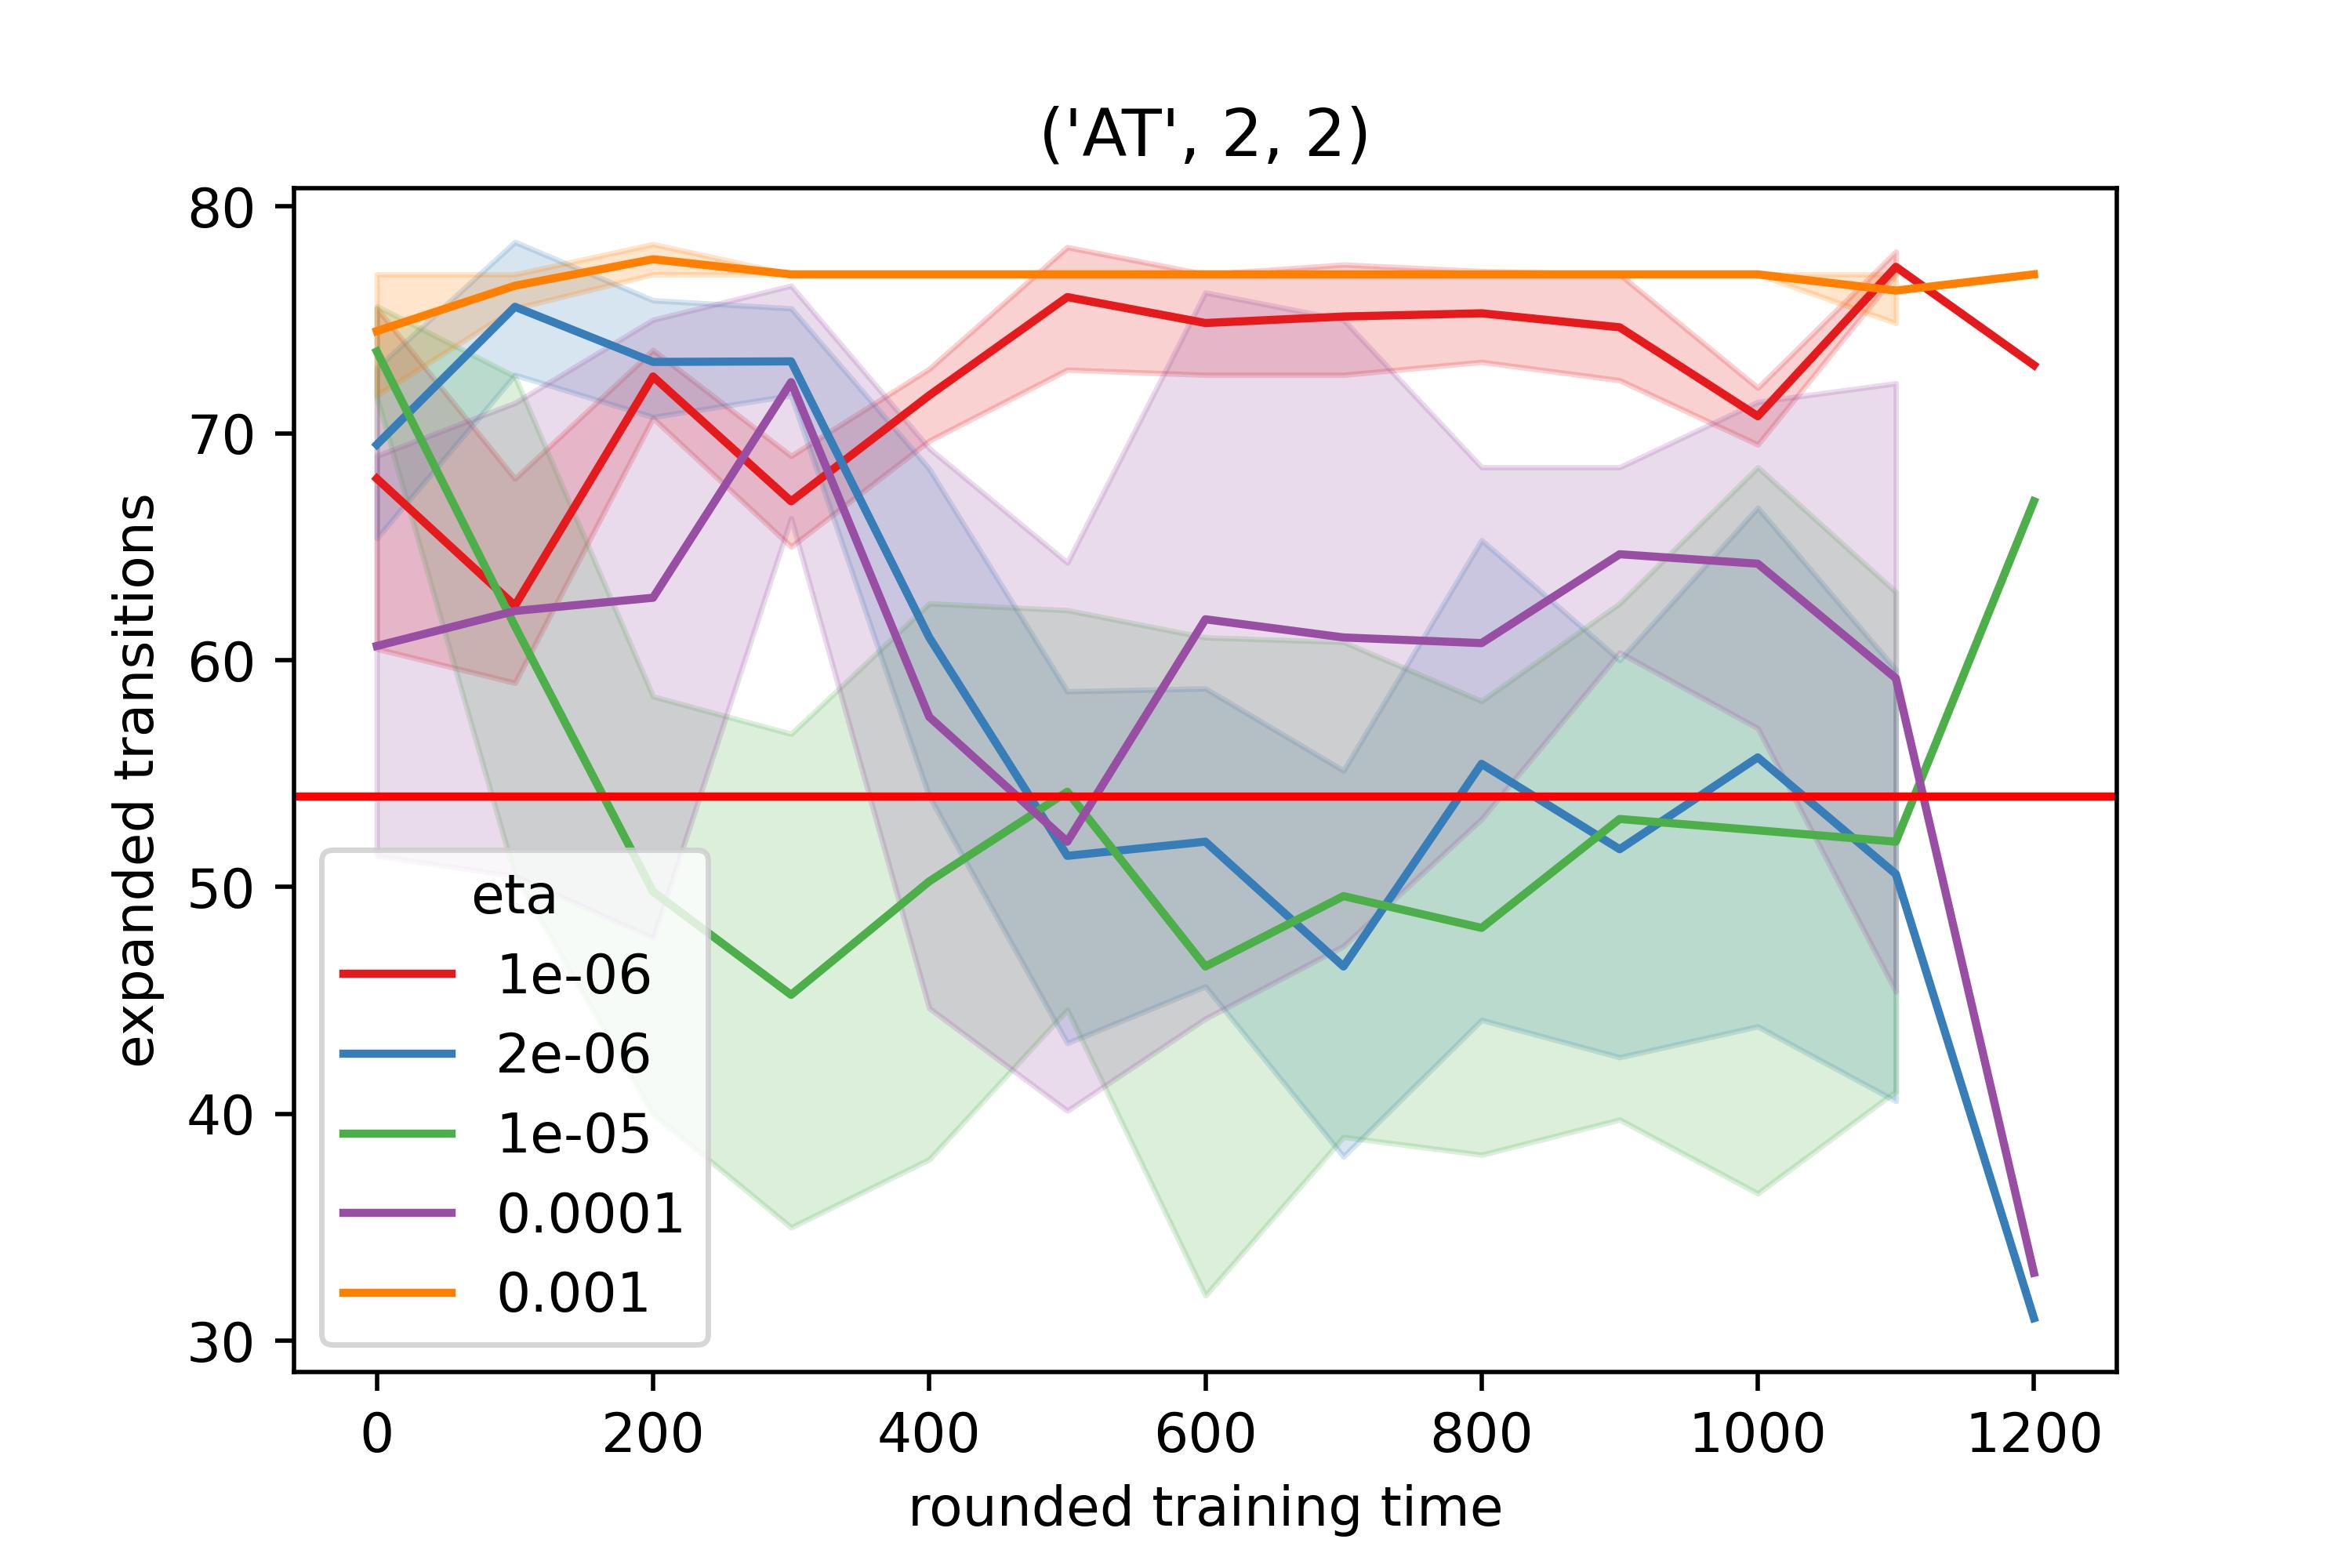 ('AT', 2, 2)
expanded transitions
80
70
60
50
40
30
eta
1e-06
2e-06
1e-05
0.0001
0.001
0 200 400 600 800 1000 1200
rounded training time